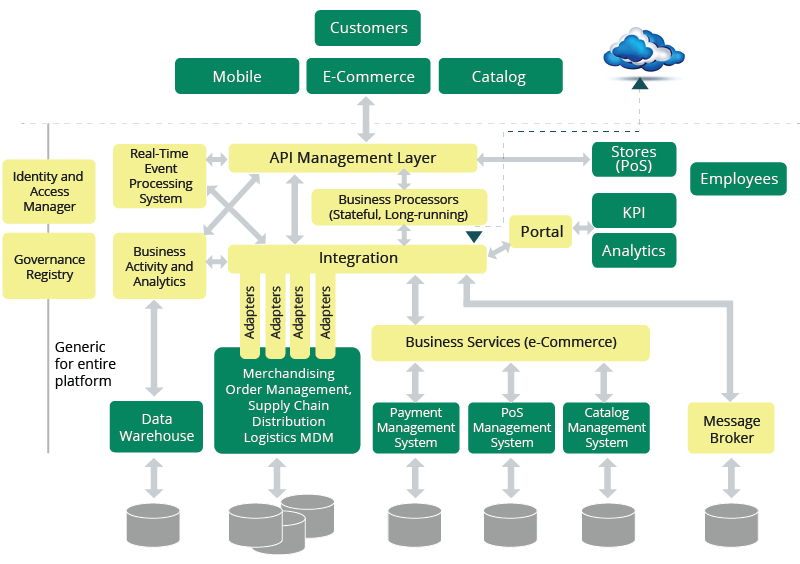 Customers
Mobile
E-Commerce
Catalog
Real-Time
Event
Processing
System
API Management Layer
Stores
(PoS)
Employees
Identity and
Access
Manager
Business Processors
(Stateful, Long-running)
KPI
Portal
Governance
Registry
Business
Activity and
Analytics
Integration
Analytics
Adapters
Adapters
Adapters
Adapters
Generic
for entire
platform
Business Services (e-Commerce)
Merchandising
Order Management,
Supply Chain
Distribution
Logistics MDM
Data
Warehouse
Payment
Management
System
PoS
Management
System
Catalog
Management
System
Message
Broker